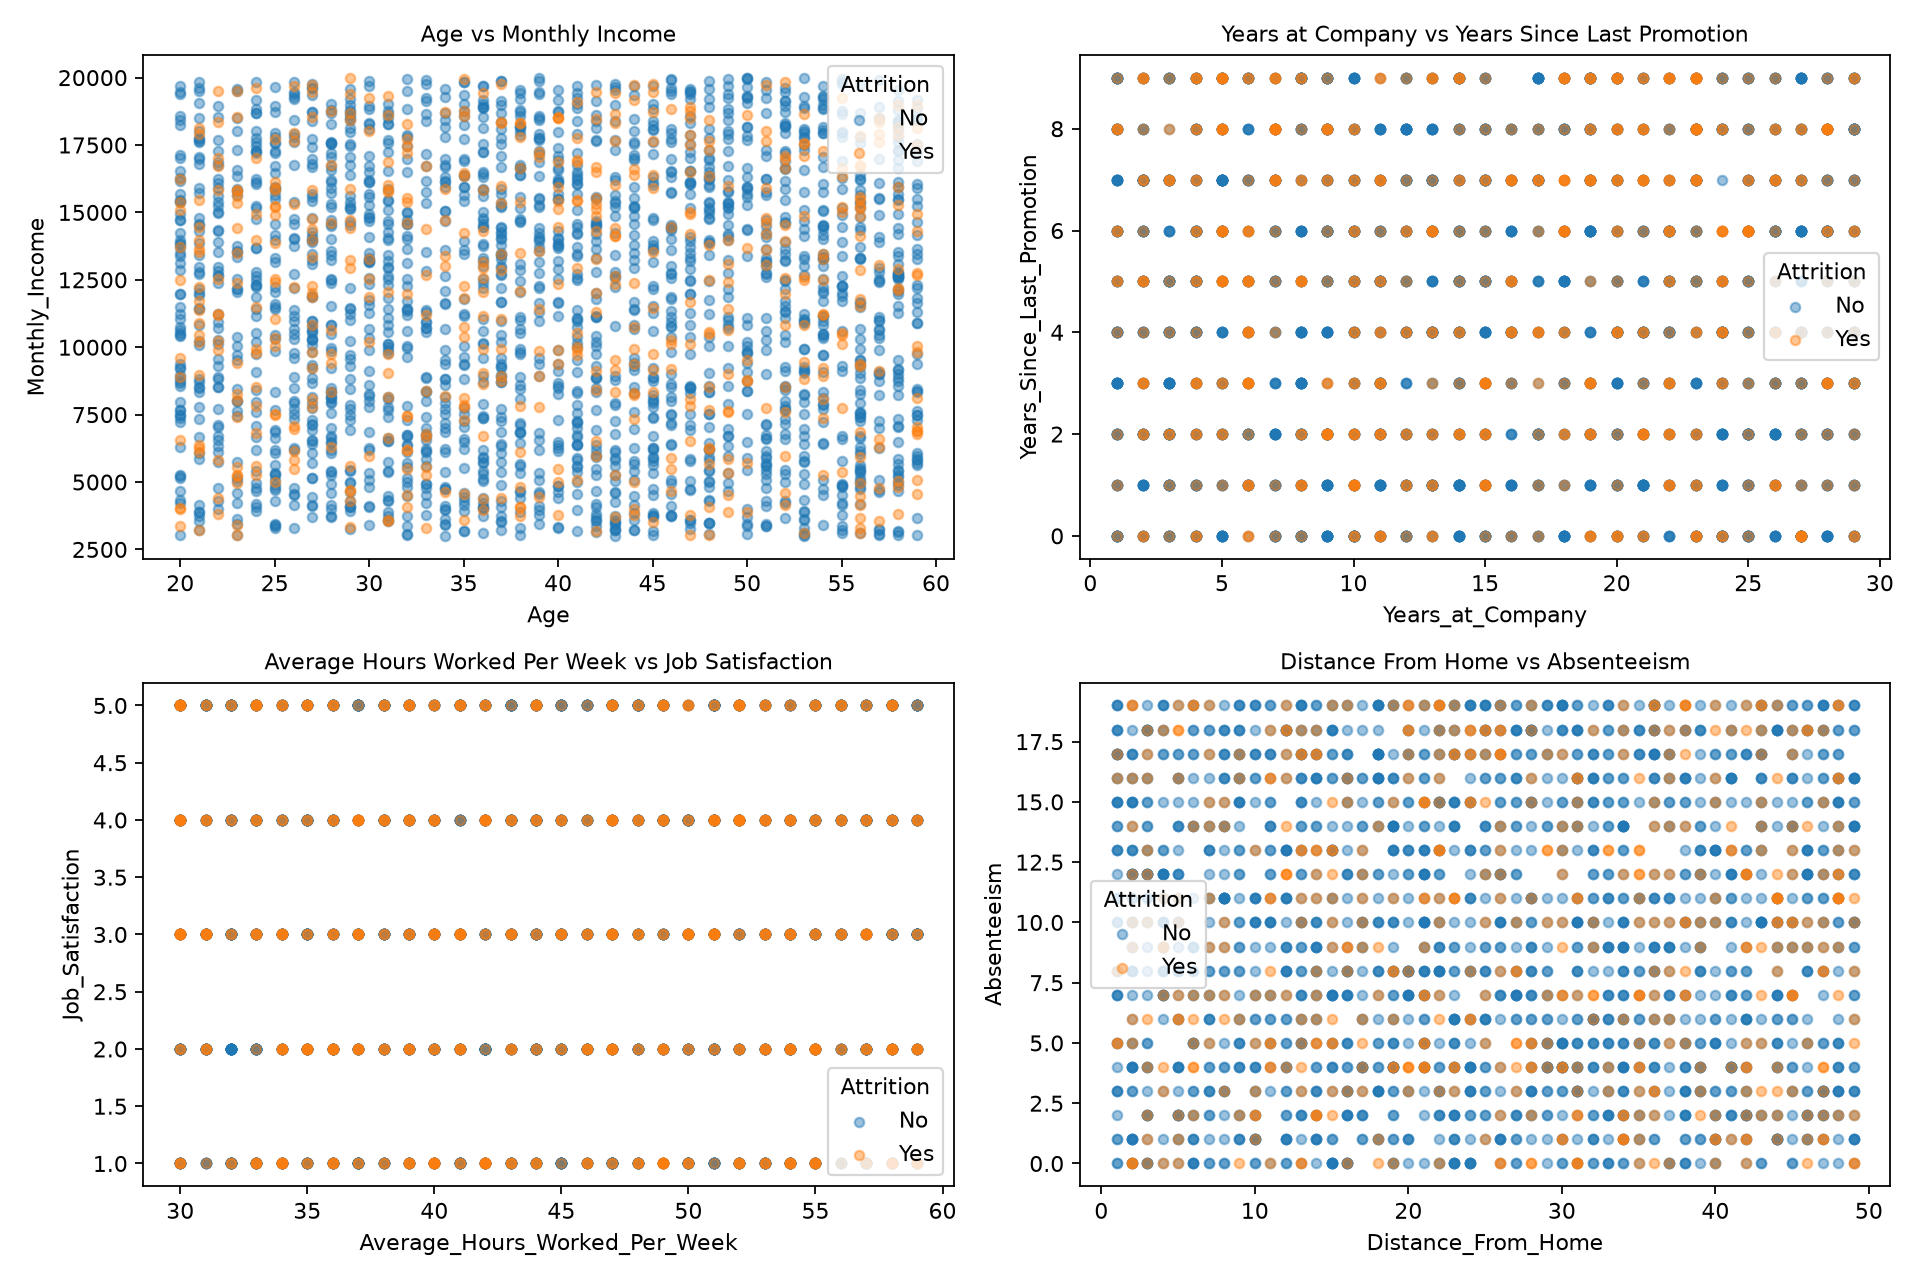 Age vs Monthly Income
Monthly_Income
20000
17500
15000
12500
10000
7500
5000
2500
20 25 30 35 40 45 50 55 60
Age
Attrition
No
Yes
Years at Company vs Years Since Last Promotion
Years_Since_Last_Promotion
8
6
4
2
0
0 5 10 15 20 25 30
Years_at_Company
Attrition
No
Yes
Average Hours Worked Per Week vs Job Satisfaction
Job_Satisfaction
5.0
4.5
4.0
3.5
3.0
2.5
2.0
1.5
1.0
30 35 40 45 50 55 60
Average_Hours_Worked_Per_Week
Attrition
No
Yes
Distance From Home vs Absenteeism
Absenteeism
17.5
15.0
12.5
10.0
7.5
5.0
2.5
0.0
0 10 20 30 40 50
Distance_From_Home
Attrition
No
Yes